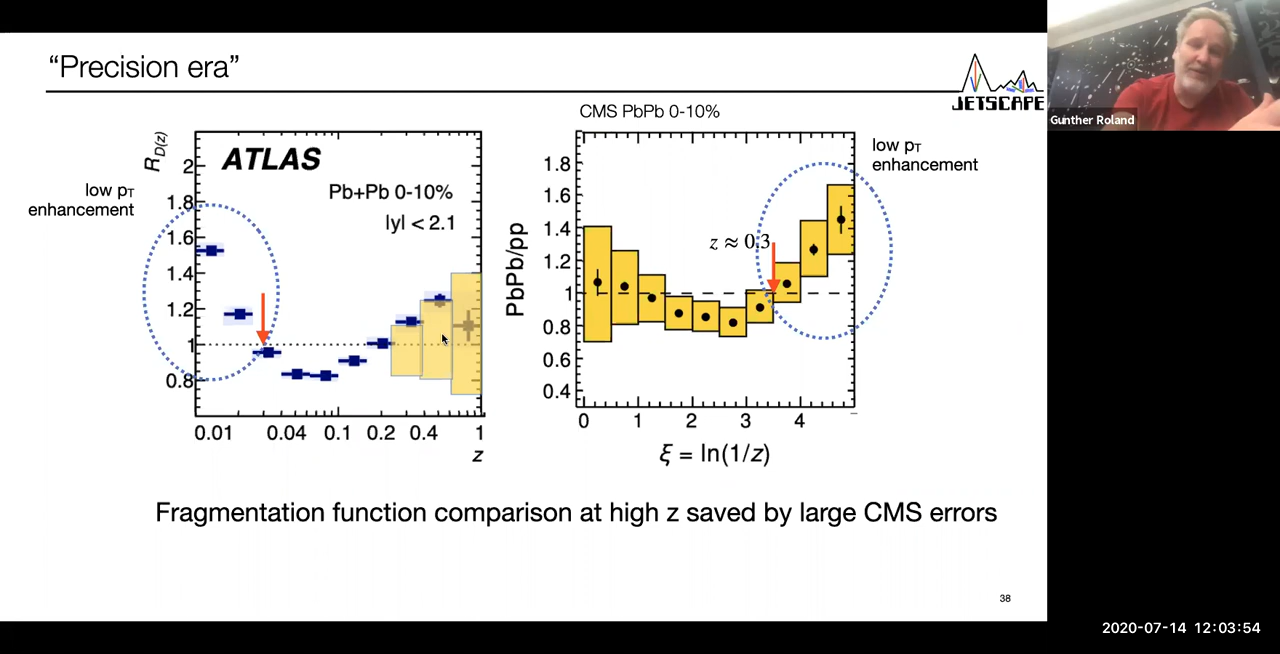 “Precision era”
JETSCAPE
Gunther Roland
CMS PbPb 0-10%
low pT
enhancement
low pT
enhancement
R_D(z)
ATLAS
Pb+Pb 0-10%
|y| < 2.1
2
1.8
1.6
1.4
1.2
1
0.8
0.01 0.04 0.1 0.2 0.4 1
z
PbPb/pp
z ≈ 0.3
1.8
1.6
1.4
1.2
1
0.8
0.6
0.4
0 1 2 3 4
ξ = ln(1/z)
Fragmentation function comparison at high z saved by large CMS errors
38
2020-07-14 12:03:54